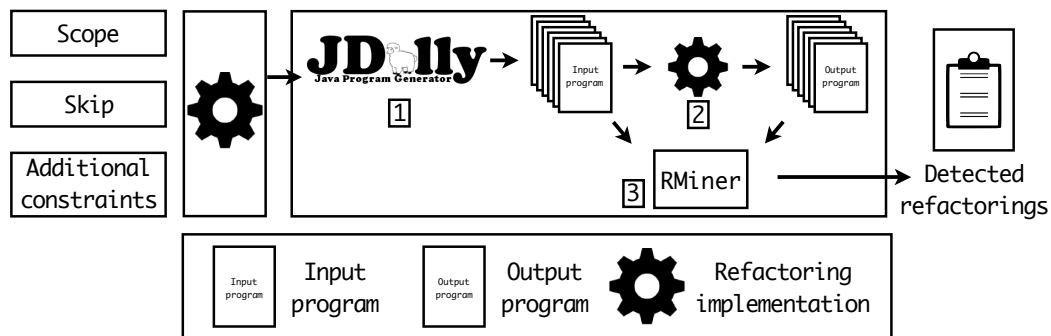 Scope
Skip
Additional
constraints
JDolly
Java Program Generator
1
Input
program
2
Output
program
3
RMiner
Detected
refactorings
Input
program
Input
program
Output
program
Output
program
Refactoring
implementation